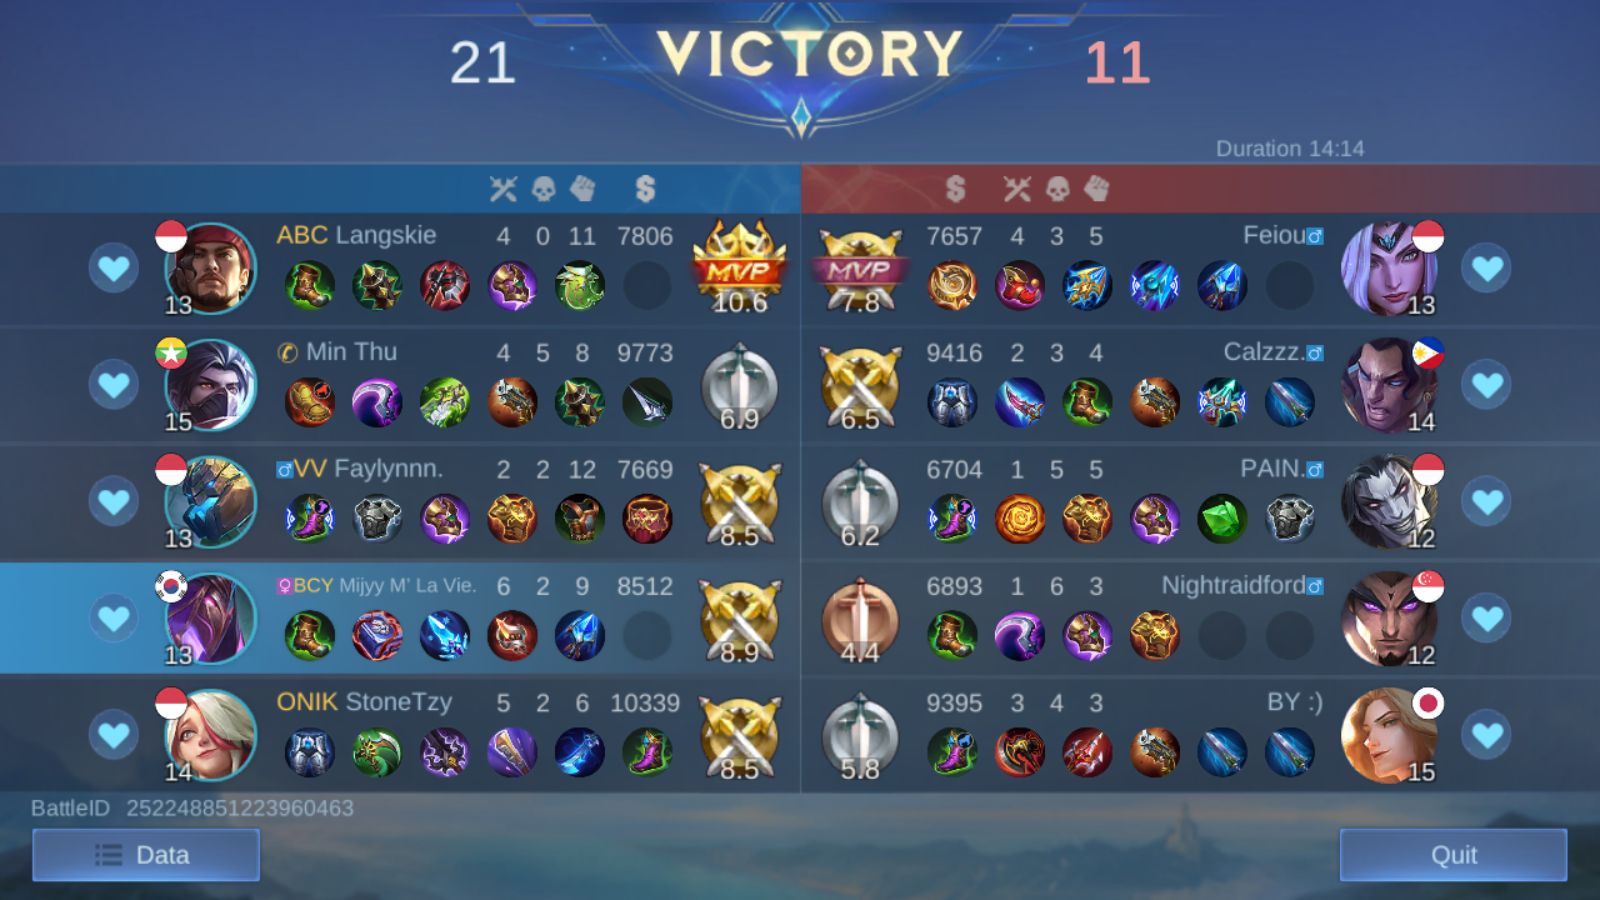 21 VICTORY 11
Duration 14:14
ABC Langskie 4 0 11 7806 MVP 10.6 13
MVP 7.8 7657 4 3 5 Feiou♂ 13
Min Thu 4 5 8 9773 6.9 15
6.5 9416 2 3 4 Calzzz.♂ 14
♂VV Faylynnn. 2 2 12 7669 8.5 13
6.2 6704 1 5 5 PAIN.♂ 12
♀BCY Mijyy M' La Vie. 6 2 9 8512 8.9 13
4.4 6893 1 6 3 Nightraidford♂ 12
ONIK StoneTzy 5 2 6 10339 8.5 14
5.8 9395 3 4 3 BY :) 15
BattleID 252248851223960463
Data
Quit